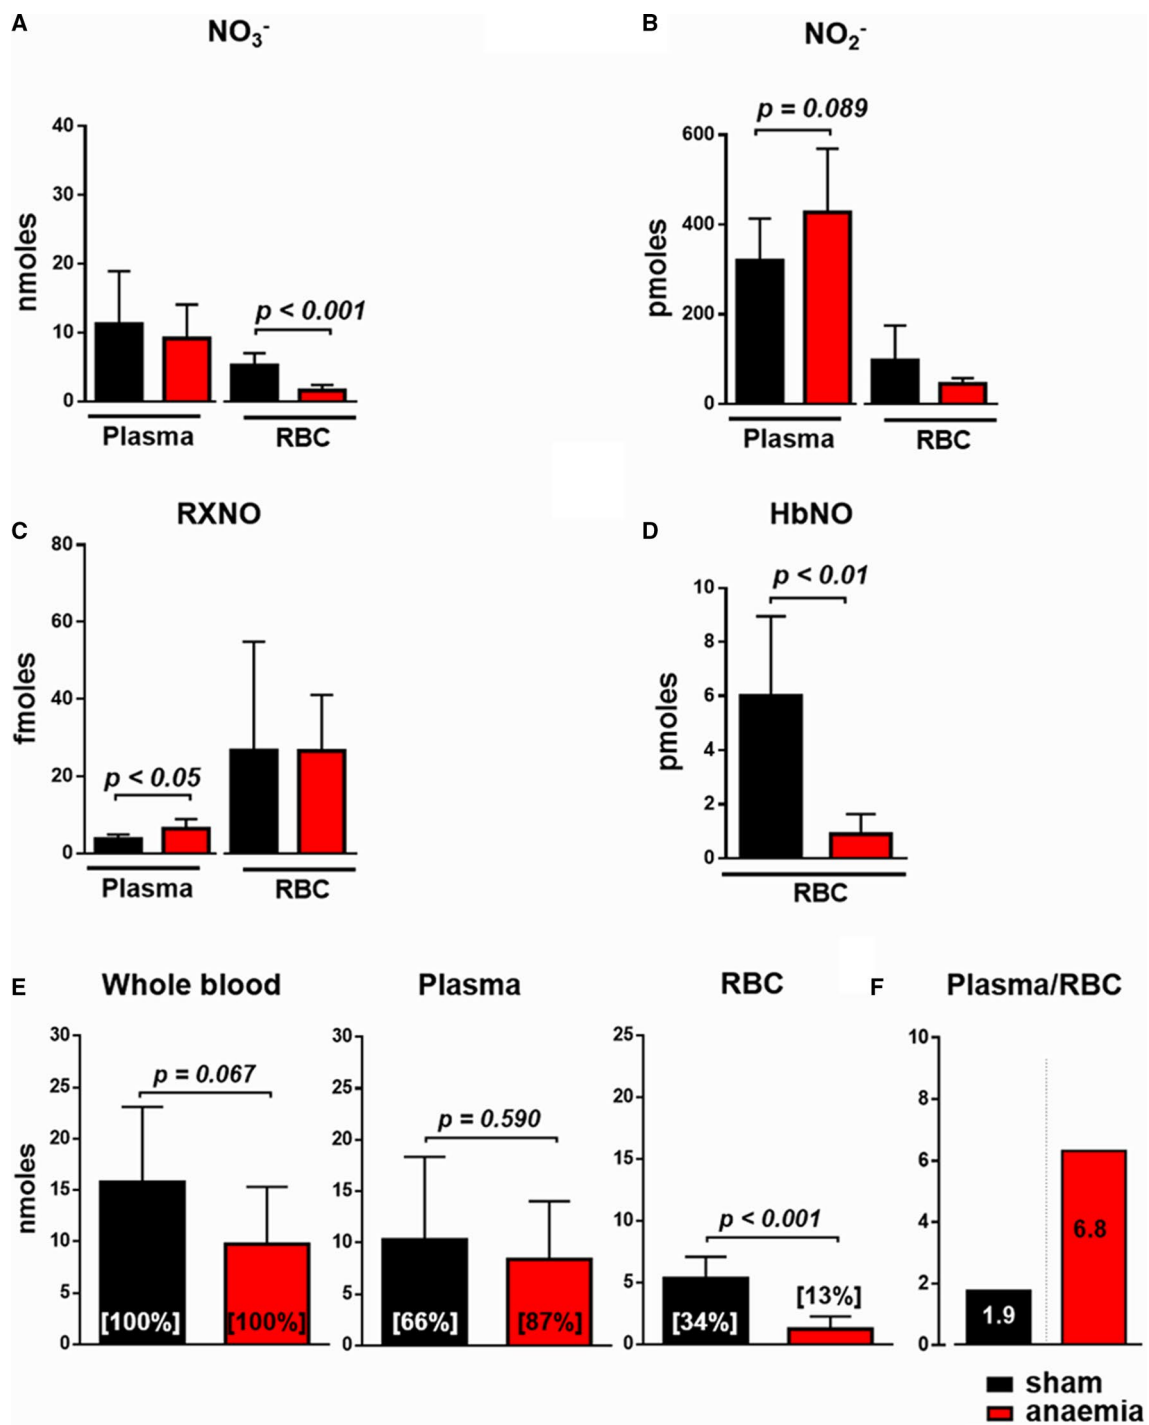 A
NO3-
40
30
20
10
0
nmoles
p < 0.001
Plasma
RBC
B
NO2-
600
400
200
0
pmoles
p = 0.089
Plasma
RBC
C
RXNO
80
60
40
20
0
fmoles
p < 0.05
Plasma
RBC
D
HbNO
10
8
6
4
2
0
pmoles
p < 0.01
RBC
E
Whole blood
30
25
20
15
10
5
0
nmoles
p = 0.067
[100%]
[100%]
Plasma
30
25
20
15
10
5
0
p = 0.590
[66%]
[87%]
RBC
25
20
15
10
5
0
p < 0.001
[34%]
[13%]
F
Plasma/RBC
10
8
6
4
2
0
1.9
6.8
sham
anaemia